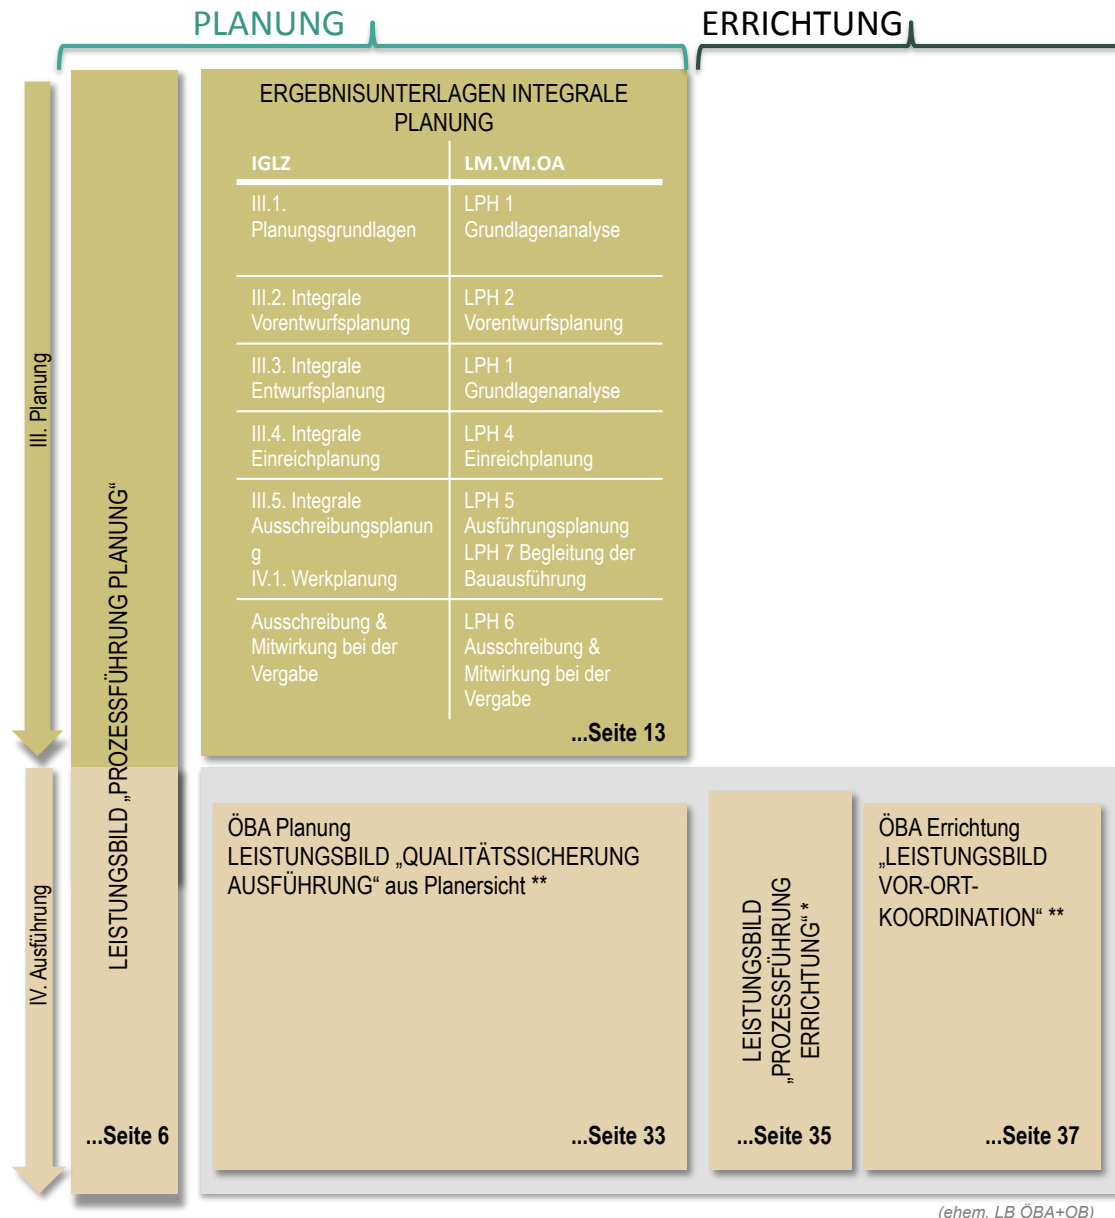 PLANUNG
ERRICHTUNG
ERGEBNISUNTERLAGEN INTEGRALE
PLANUNG
IGLZ
LM.VM.OA
III.1.
Planungsgrundlagen
LPH 1
Grundlagenanalyse
III.2. Integrale
Vorentwurfsplanung
LPH 2
Vorentwurfsplanung
III.3. Integrale
Entwurfsplanung
LPH 1
Grundlagenanalyse
III.4. Integrale
Einreichplanung
LPH 4
Einreichplanung
III.5. Integrale
Ausschreibungsplanun
g
IV.1. Werkplanung
LPH 5
Ausführungsplanung
LPH 7 Begleitung der
Bauausführung
Ausschreibung &
Mitwirkung bei der
Vergabe
LPH 6
Ausschreibung &
Mitwirkung bei der
Vergabe
...Seite 13
III. Planung
LEISTUNGSBILD „PROZESSFÜHRUNG PLANUNG“
...Seite 6
IV. Ausführung
ÖBA Planung
LEISTUNGSBILD „QUALITÄTSSICHERUNG
AUSFÜHRUNG“ aus Planersicht **
...Seite 33
LEISTUNGSBILD
„PROZESSFÜHRUNG
ERRICHTUNG“ *
...Seite 35
ÖBA Errichtung
„LEISTUNGSBILD
VOR-ORT-
KOORDINATION“ **
...Seite 37
(ehem. LB ÖBA+OB)